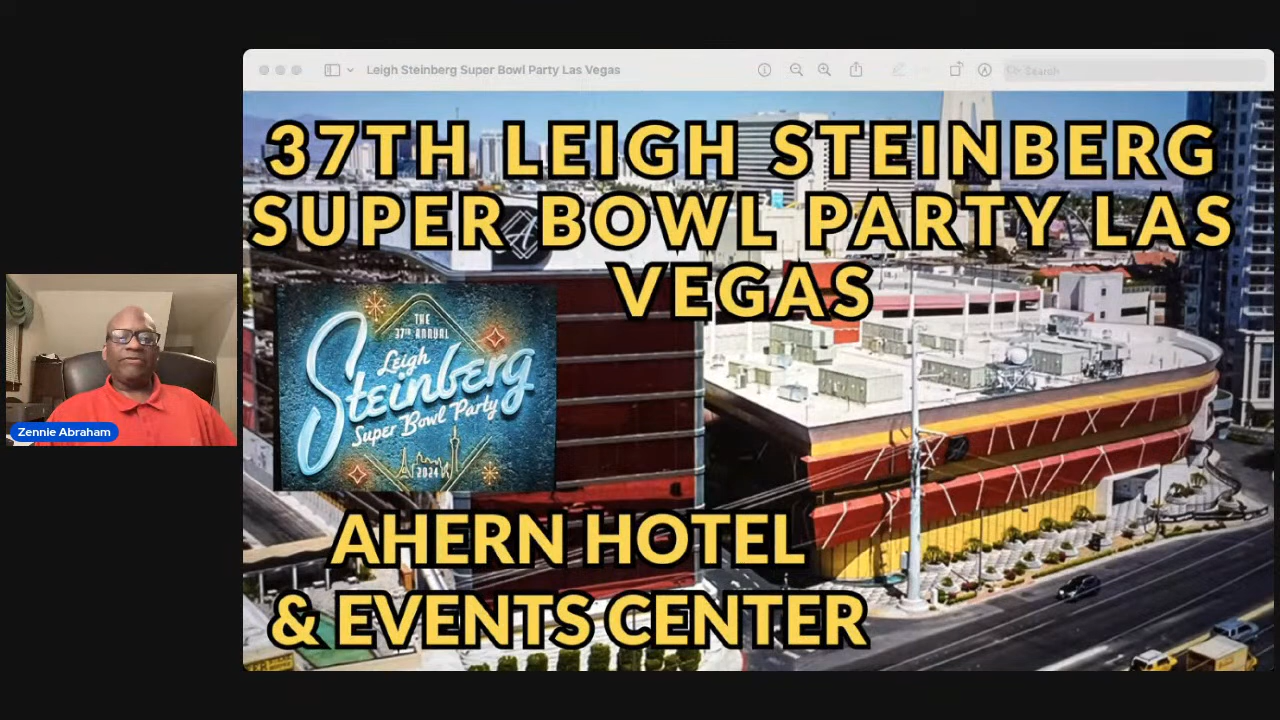 Leigh Steinberg Super Bowl Party Las Vegas
Search
37TH LEIGH STEINBERG
SUPER BOWL PARTY LAS
VEGAS
THE
37TH ANNUAL
Leigh
Steinberg
Super Bowl Party
2024
Zennie Abraham
AHERN HOTEL
& EVENTS CENTER